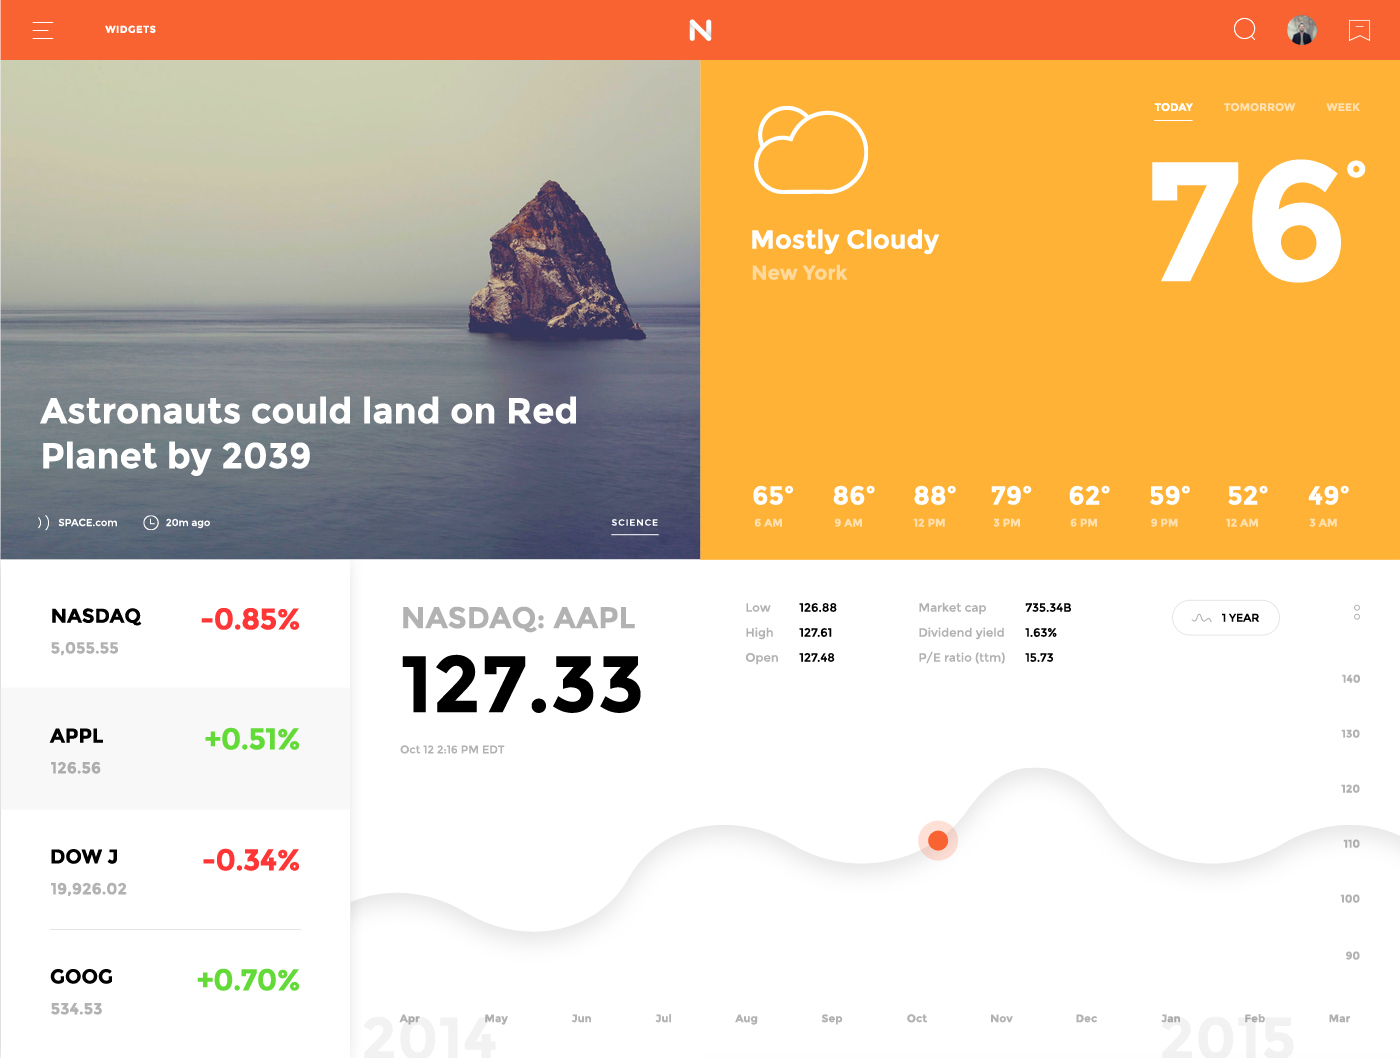 WIDGETS
N
TODAY TOMORROW WEEK
76°
Mostly Cloudy
New York
65° 86° 88° 79° 62° 59° 52° 49°
6 AM 9 AM 12 PM 3 PM 6 PM 9 PM 12 AM 3 AM
Astronauts could land on Red
Planet by 2039
SPACE.com 20m ago SCIENCE
NASDAQ -0.85%
5,055.55
APPL +0.51%
126.56
DOW J -0.34%
19,926.02
GOOG +0.70%
534.53
NASDAQ: AAPL
127.33
Oct 12 2:16 PM EDT
Low 126.88 Market cap 735.34B
High 127.61 Dividend yield 1.63%
Open 127.48 P/E ratio (ttm) 15.73
1 YEAR
140
130
120
110
100
90
Apr May Jun Jul Aug Sep Oct Nov Dec Jan Feb Mar
2014 2015